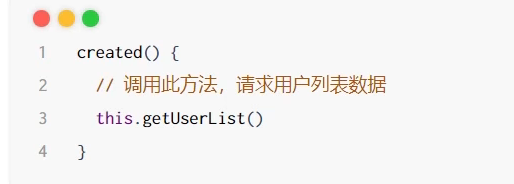 1 created() {
2 // 调用此方法，请求用户列表数据
3 this.getUserList()
4 }